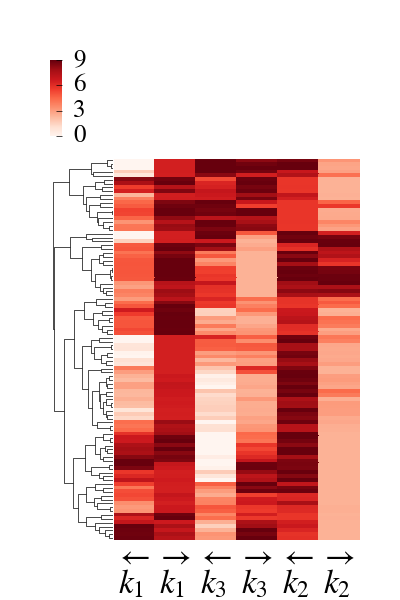 9
6
3
0
← → ← → ← →
k₁ k₁ k₃ k₃ k₂ k₂